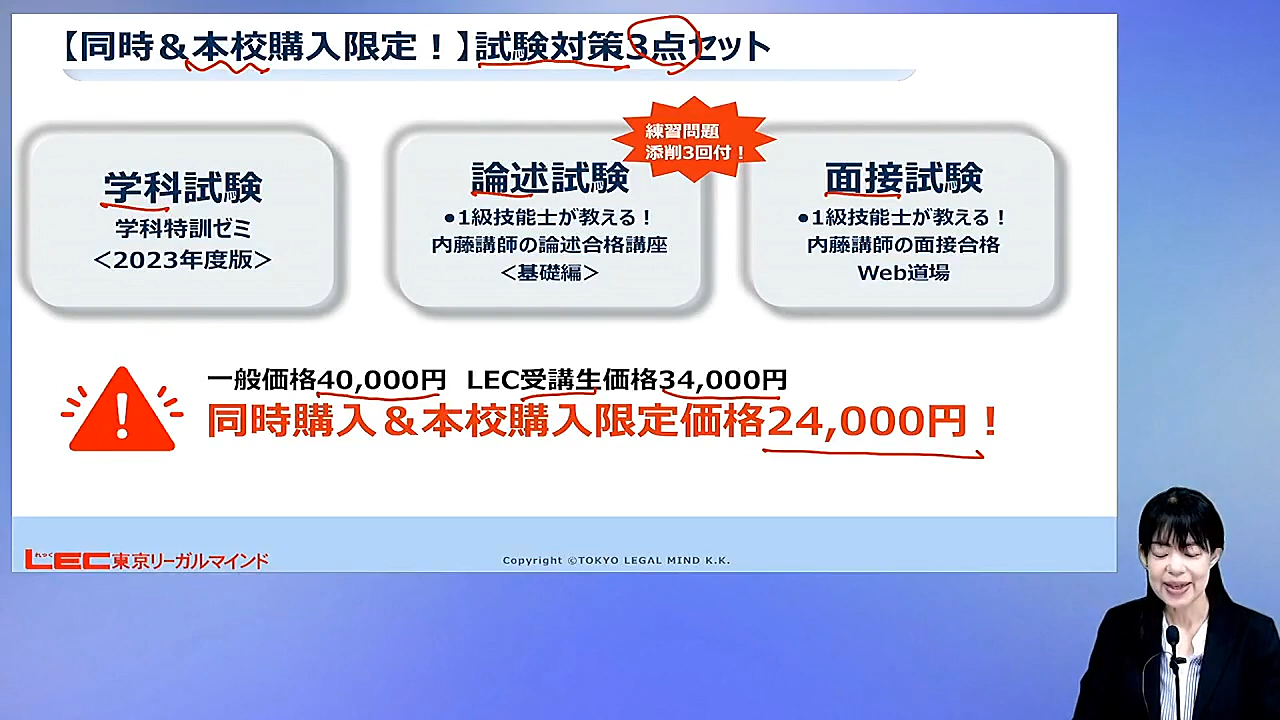 【同時＆本校購入限定！】試験対策3点セット
練習問題
添削3回付！
学科試験
学科特訓ゼミ
＜2023年度版＞
論述試験
●1級技能士が教える！
内藤講師の論述合格講座
＜基礎編＞
面接試験
●1級技能士が教える！
内藤講師の面接合格
Web道場
一般価格40,000円 LEC受講生価格34,000円
同時購入＆本校購入限定価格24,000円！
れっく
LEC東京リーガルマインド
Copyright ©TOKYO LEGAL MIND K.K.